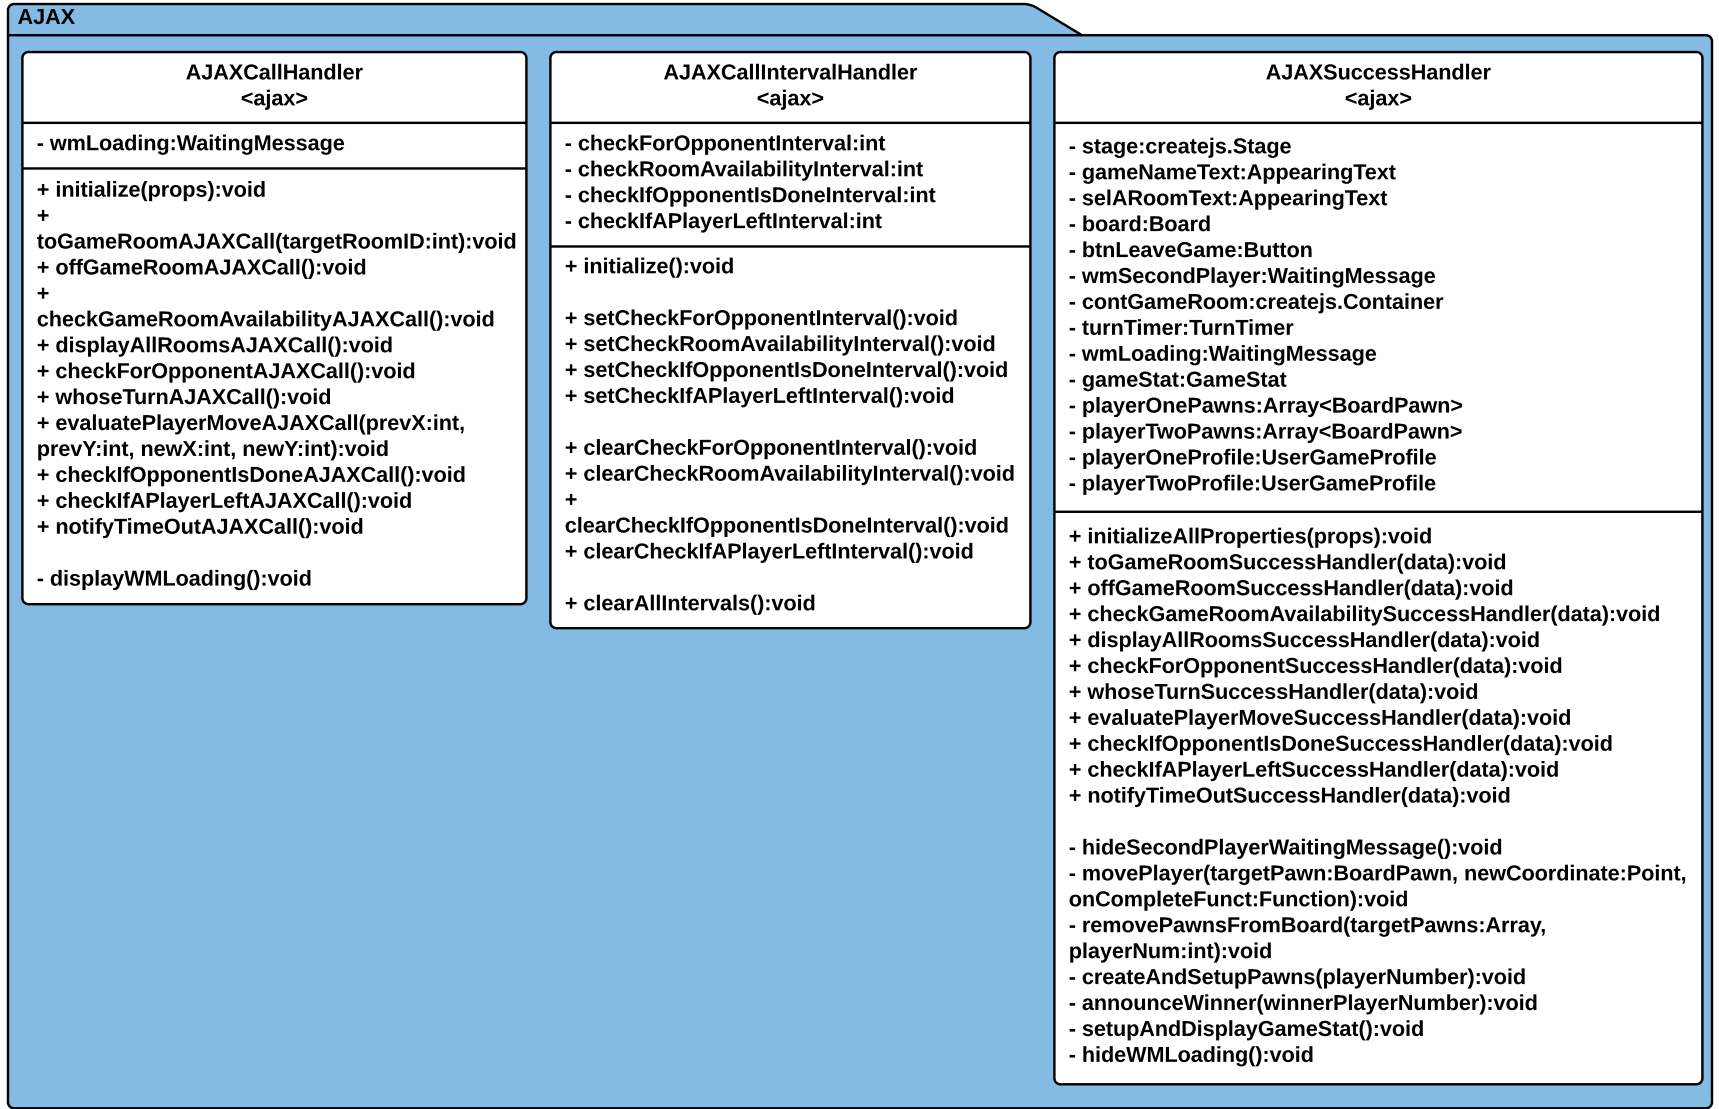 AJAX
AJAXCallHandler
<ajax>
- wmLoading:WaitingMessage
+ initialize(props):void
+
toGameRoomAJAXCall(targetRoomID:int):void
+ offGameRoomAJAXCall():void
+
checkGameRoomAvailabilityAJAXCall():void
+ displayAllRoomsAJAXCall():void
+ checkForOpponentAJAXCall():void
+ whoseTurnAJAXCall():void
+ evaluatePlayerMoveAJAXCall(prevX:int,
prevY:int, newX:int, newY:int):void
+ checkIfOpponentIsDoneAJAXCall():void
+ checkIfAPlayerLeftAJAXCall():void
+ notifyTimeOutAJAXCall():void
- displayWMLoading():void
AJAXCallIntervalHandler
<ajax>
- checkForOpponentInterval:int
- checkRoomAvailabilityInterval:int
- checkIfOpponentIsDoneInterval:int
- checkIfAPlayerLeftInterval:int
+ initialize():void
+ setCheckForOpponentInterval():void
+ setCheckRoomAvailabilityInterval():void
+ setCheckIfOpponentIsDoneInterval():void
+ setCheckIfAPlayerLeftInterval():void
+ clearCheckForOpponentInterval():void
+ clearCheckRoomAvailabilityInterval():void
+
clearCheckIfOpponentIsDoneInterval():void
+ clearCheckIfAPlayerLeftInterval():void
+ clearAllIntervals():void
AJAXSuccessHandler
<ajax>
- stage:createjs.Stage
- gameNameText:AppearingText
- selARoomText:AppearingText
- board:Board
- btnLeaveGame:Button
- wmSecondPlayer:WaitingMessage
- contGameRoom:createjs.Container
- turnTimer:TurnTimer
- wmLoading:WaitingMessage
- gameStat:GameStat
- playerOnePawns:Array<BoardPawn>
- playerTwoPawns:Array<BoardPawn>
- playerOneProfile:UserGameProfile
- playerTwoProfile:UserGameProfile
+ initializeAllProperties(props):void
+ toGameRoomSuccessHandler(data):void
+ offGameRoomSuccessHandler(data):void
+ checkGameRoomAvailabilitySuccessHandler(data):void
+ displayAllRoomsSuccessHandler(data):void
+ checkForOpponentSuccessHandler(data):void
+ whoseTurnSuccessHandler(data):void
+ evaluatePlayerMoveSuccessHandler(data):void
+ checkIfOpponentIsDoneSuccessHandler(data):void
+ checkIfAPlayerLeftSuccessHandler(data):void
+ notifyTimeOutSuccessHandler(data):void
- hideSecondPlayerWaitingMessage():void
- movePlayer(targetPawn:BoardPawn, newCoordinate:Point,
onCompleteFunct:Function):void
- removePawnsFromBoard(targetPawns:Array,
playerNum:int):void
- createAndSetupPawns(playerNumber):void
- announceWinner(winnerPlayerNumber):void
- setupAndDisplayGameStat():void
- hideWMLoading():void